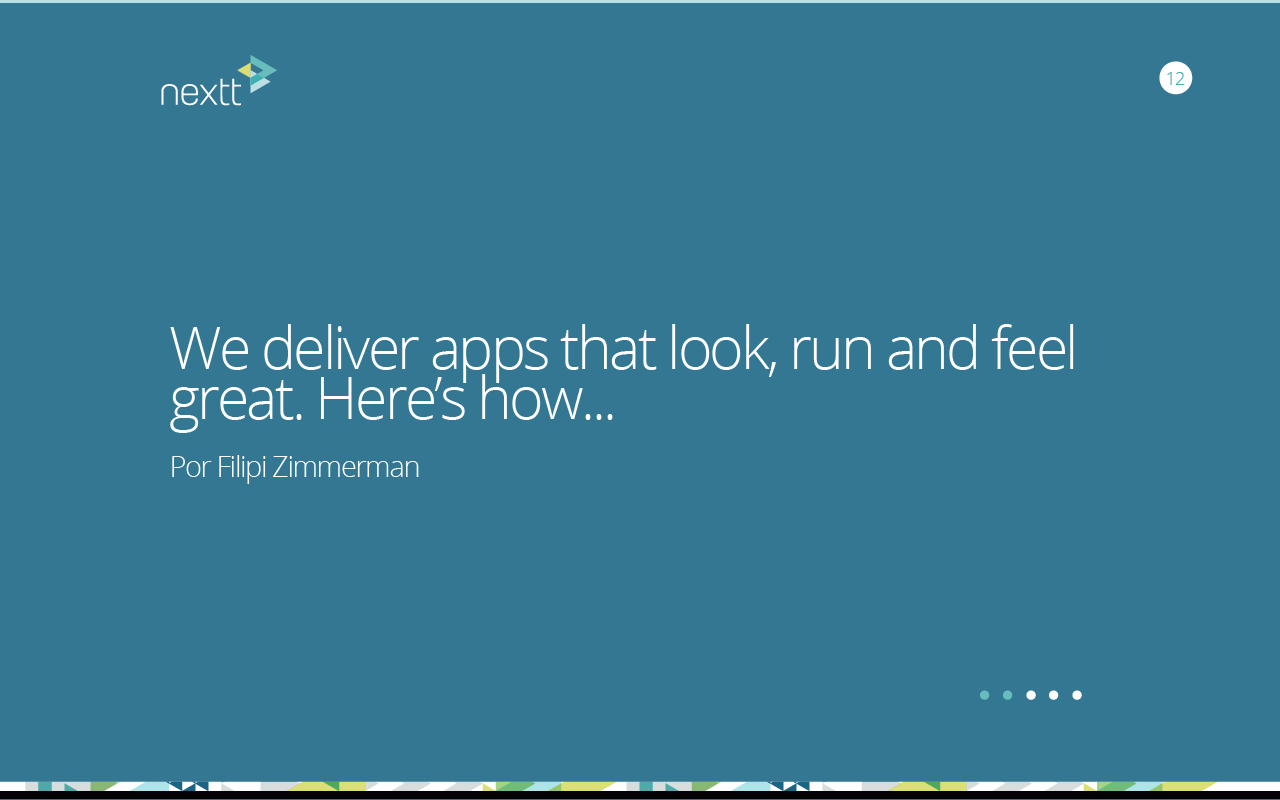 nextt
12
We deliver apps that look, run and feel
great. Here’s how...
Por Filipi Zimmerman